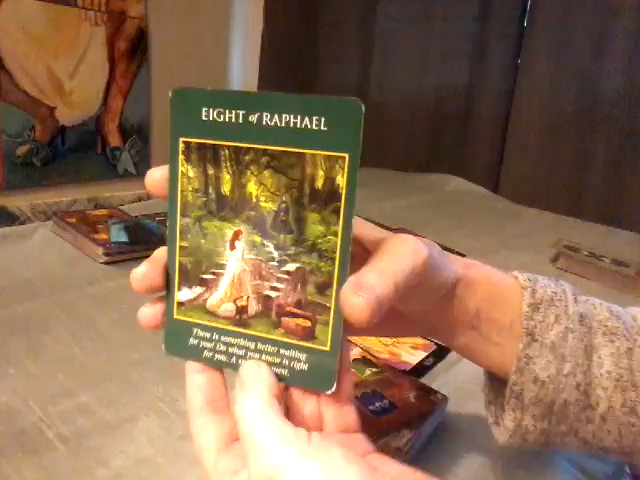 EIGHT of RAPHAEL
There is something better waiting
for you! Do what you know is right
for you. A